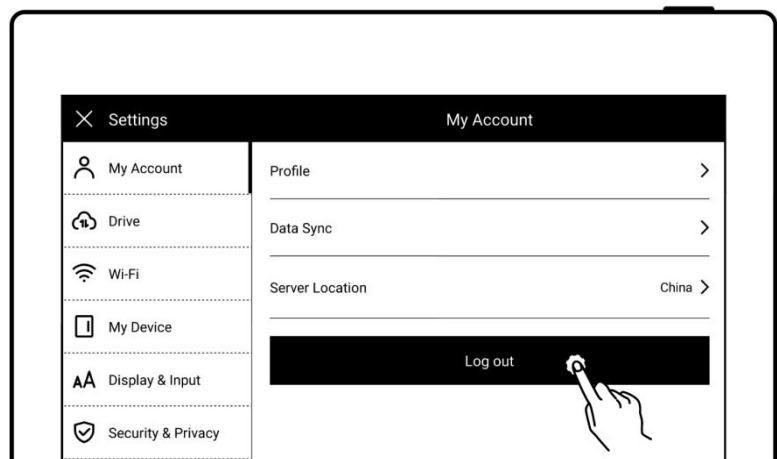 Settings
My Account
My Account
Drive
Wi-Fi
My Device
Display & Input
Security & Privacy
Profile
Data Sync
Server Location China
Log out